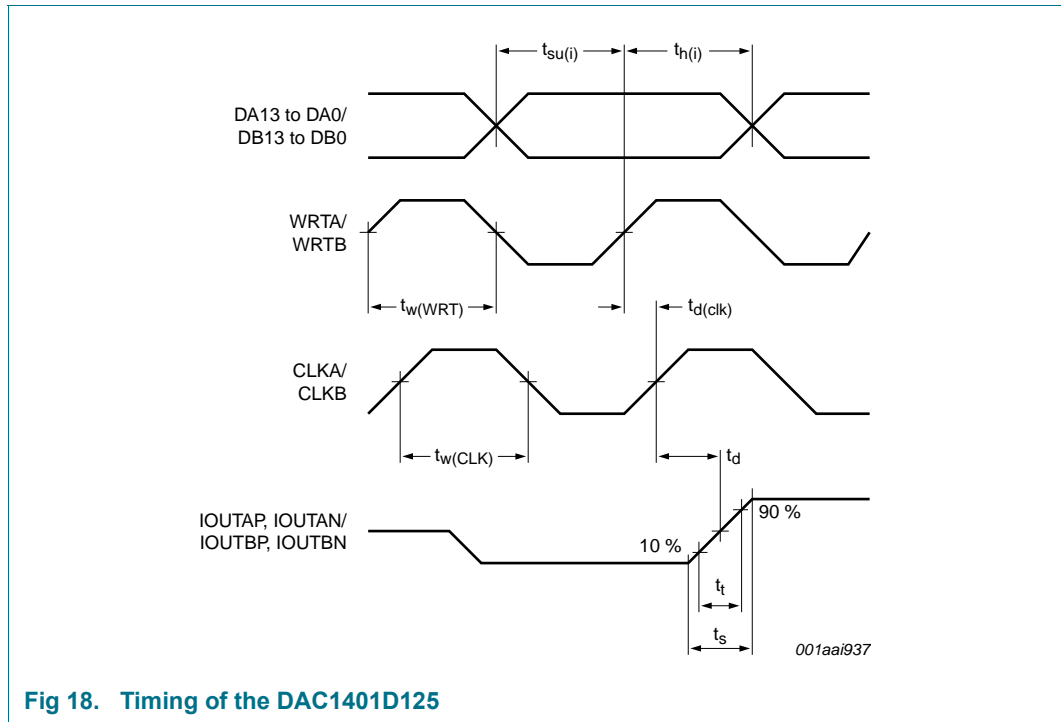 tsu(i)
th(i)
DA13 to DA0/
DB13 to DB0
WRTA/
WRTB
tw(WRT)
td(clk)
CLKA/
CLKB
tw(CLK)
td
IOUTAP, IOUTAN/
IOUTBP, IOUTBN
90 %
10 %
tt
ts
001aai937
Fig 18. Timing of the DAC1401D125